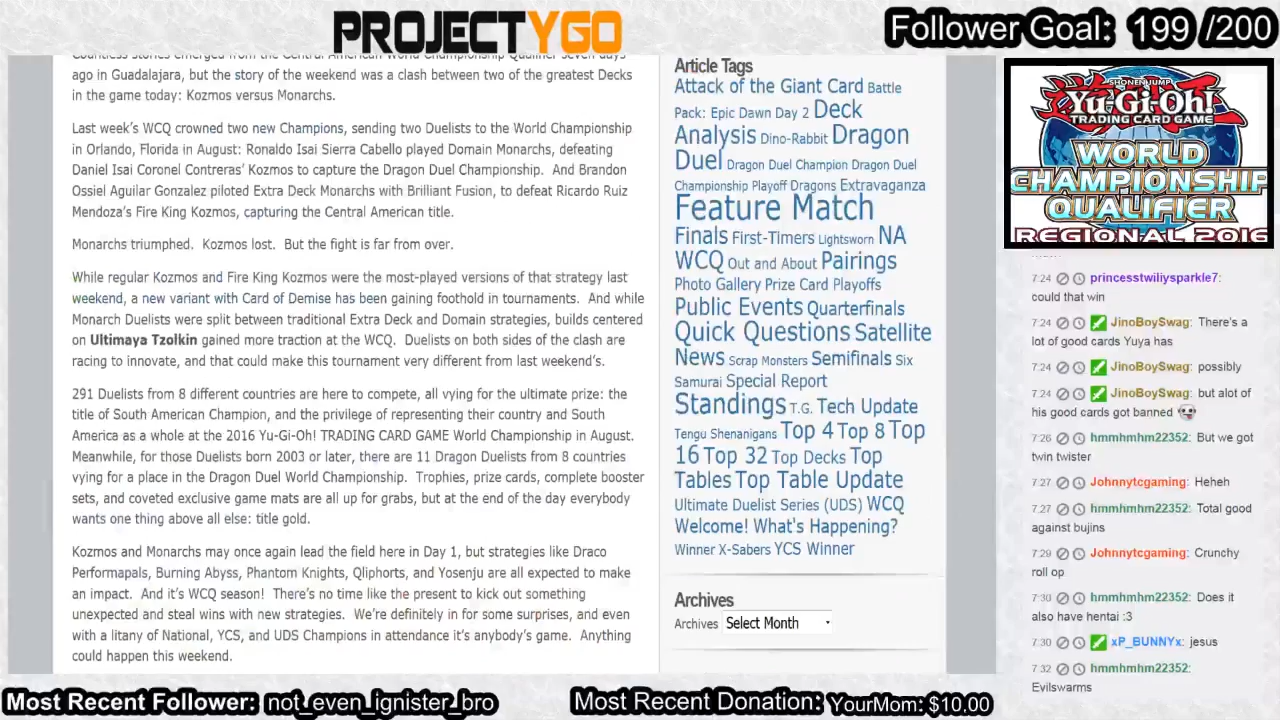 PROJECTYGO
Follower Goal: 199 /200
Countless stories emerged from the Central American World Championship Qualifier seven days
ago in Guadalajara, but the story of the weekend was a clash between two of the greatest Decks
in the game today: Kozmos versus Monarchs.
Last week's WCQ crowned two new Champions, sending two Duelists to the World Championship
in Orlando, Florida in August: Ronaldo Isai Sierra Cabello played Domain Monarchs, defeating
Daniel Isai Coronel Contreras' Kozmos to capture the Dragon Duel Championship. And Brandon
Ossiel Aguilar Gonzalez piloted Extra Deck Monarchs with Brilliant Fusion, to defeat Ricardo Ruiz
Mendoza's Fire King Kozmos, capturing the Central American title.
Monarchs triumphed. Kozmos lost. But the fight is far from over.
While regular Kozmos and Fire King Kozmos were the most-played versions of that strategy last
weekend, a new variant with Card of Demise has been gaining foothold in tournaments. And while
Monarch Duelists were split between traditional Extra Deck and Domain strategies, builds centered
on Ultimaya Tzolkin gained more traction at the WCQ. Duelists on both sides of the clash are
racing to innovate, and that could make this tournament very different from last weekend's.
291 Duelists from 8 different countries are here to compete, all vying for the ultimate prize: the
title of South American Champion, and the privilege of representing their country and South
America as a whole at the 2016 Yu-Gi-Oh! TRADING CARD GAME World Championship in August.
Meanwhile, for those Duelists born 2003 or later, there are 11 Dragon Duelists from 8 countries
vying for a place in the Dragon Duel World Championship. Trophies, prize cards, complete booster
sets, and coveted exclusive game mats are all up for grabs, but at the end of the day everybody
wants one thing above all else: title gold.
Kozmos and Monarchs may once again lead the field here in Day 1, but strategies like Draco
Performapals, Burning Abyss, Phantom Knights, Qliphorts, and Yosenju are all expected to make
an impact. And it's WCQ season! There's no time like the present to kick out something
unexpected and steal wins with new strategies. We're definitely in for some surprises, and even
with a litany of National, YCS, and UDS Champions in attendance it's anybody's game. Anything
could happen this weekend.
Article Tags
Attack of the Giant Card Battle
Pack: Epic Dawn Day 2 Deck
Analysis Dino-Rabbit Dragon
Duel Dragon Duel Champion Dragon Duel
Championship Playoff Dragons Extravaganza
Feature Match
Finals First-Timers Lightsworn NA
WCQ Out and About Pairings
Photo Gallery Prize Card Playoffs
Public Events Quarterfinals
Quick Questions Satellite
News Scrap Monsters Semifinals Six
Samurai Special Report
Standings T.G. Tech Update
Tengu Shenanigans Top 4 Top 8 Top
16 Top 32 Top Decks Top
Tables Top Table Update
Ultimate Duelist Series (UDS) WCQ
Welcome! What's Happening?
Winner X-Sabers YCS Winner
Archives
Archives Select Month
SHONEN JUMP
Yu-Gi-Oh!
TRADING CARD GAME
WORLD
CHAMPIONSHIP
QUALIFIER
REGIONAL 2016
7:24 princesstwiliysparkle7:
could that win
7:24 JinoBoySwag: There's a
lot of good cards Yuya has
7:24 JinoBoySwag: possibly
7:24 JinoBoySwag: but alot of
his good cards got banned
7:26 hmmhmhm22352: But we got
twin twister
7:27 Johnnytcgaming: Heheh
7:27 hmmhmhm22352: Total good
against bujins
7:29 Johnnytcgaming: Crunchy
roll op
7:30 hmmhmhm22352: Does it
also have hentai :3
7:30 xP_BUNNYx: jesus
7:32 hmmhmhm22352:
Evilswarms
Most Recent Follower: not_even_ignister_bro
Most Recent Donation: YourMom: $10.00